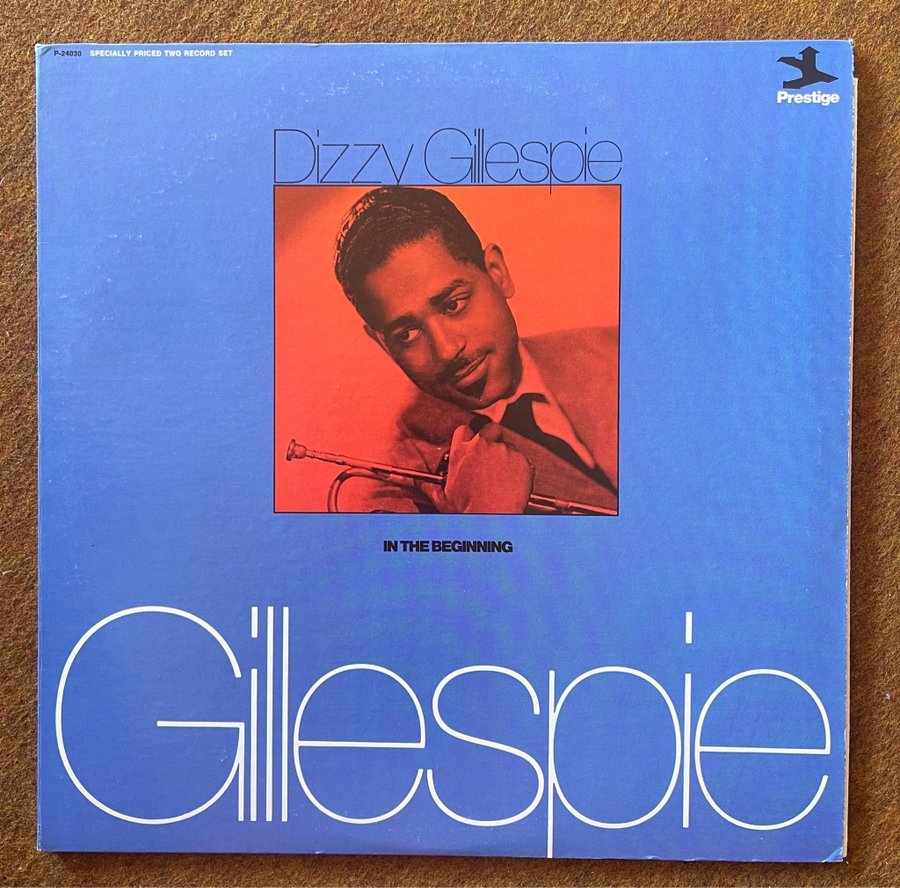 P-24030 SPECIALLY PRICED TWO RECORD SET
Prestige
Dizzy Gillespie
IN THE BEGINNING
Gillespie